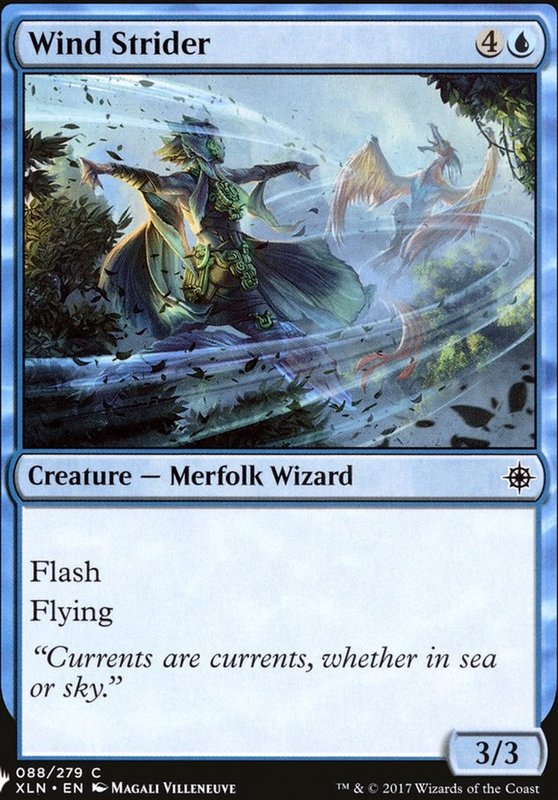 Wind Strider 4
Creature — Merfolk Wizard
Flash
Flying
“Currents are currents, whether in sea
or sky.”
3/3
088/279 C
XLN • EN Magali Villeneuve
™ & © 2017 Wizards of the Coast